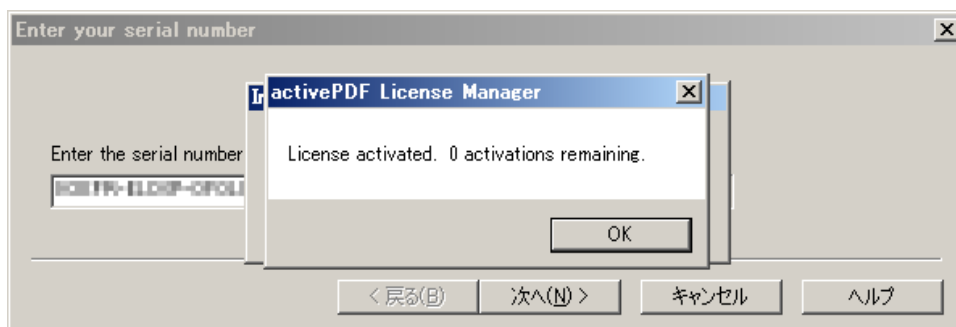 Enter your serial number
activePDF License Manager
Enter the serial number
License activated. 0 activations remaining.
OK
< 戻る(B)
次へ(N) >
キャンセル
ヘルプ